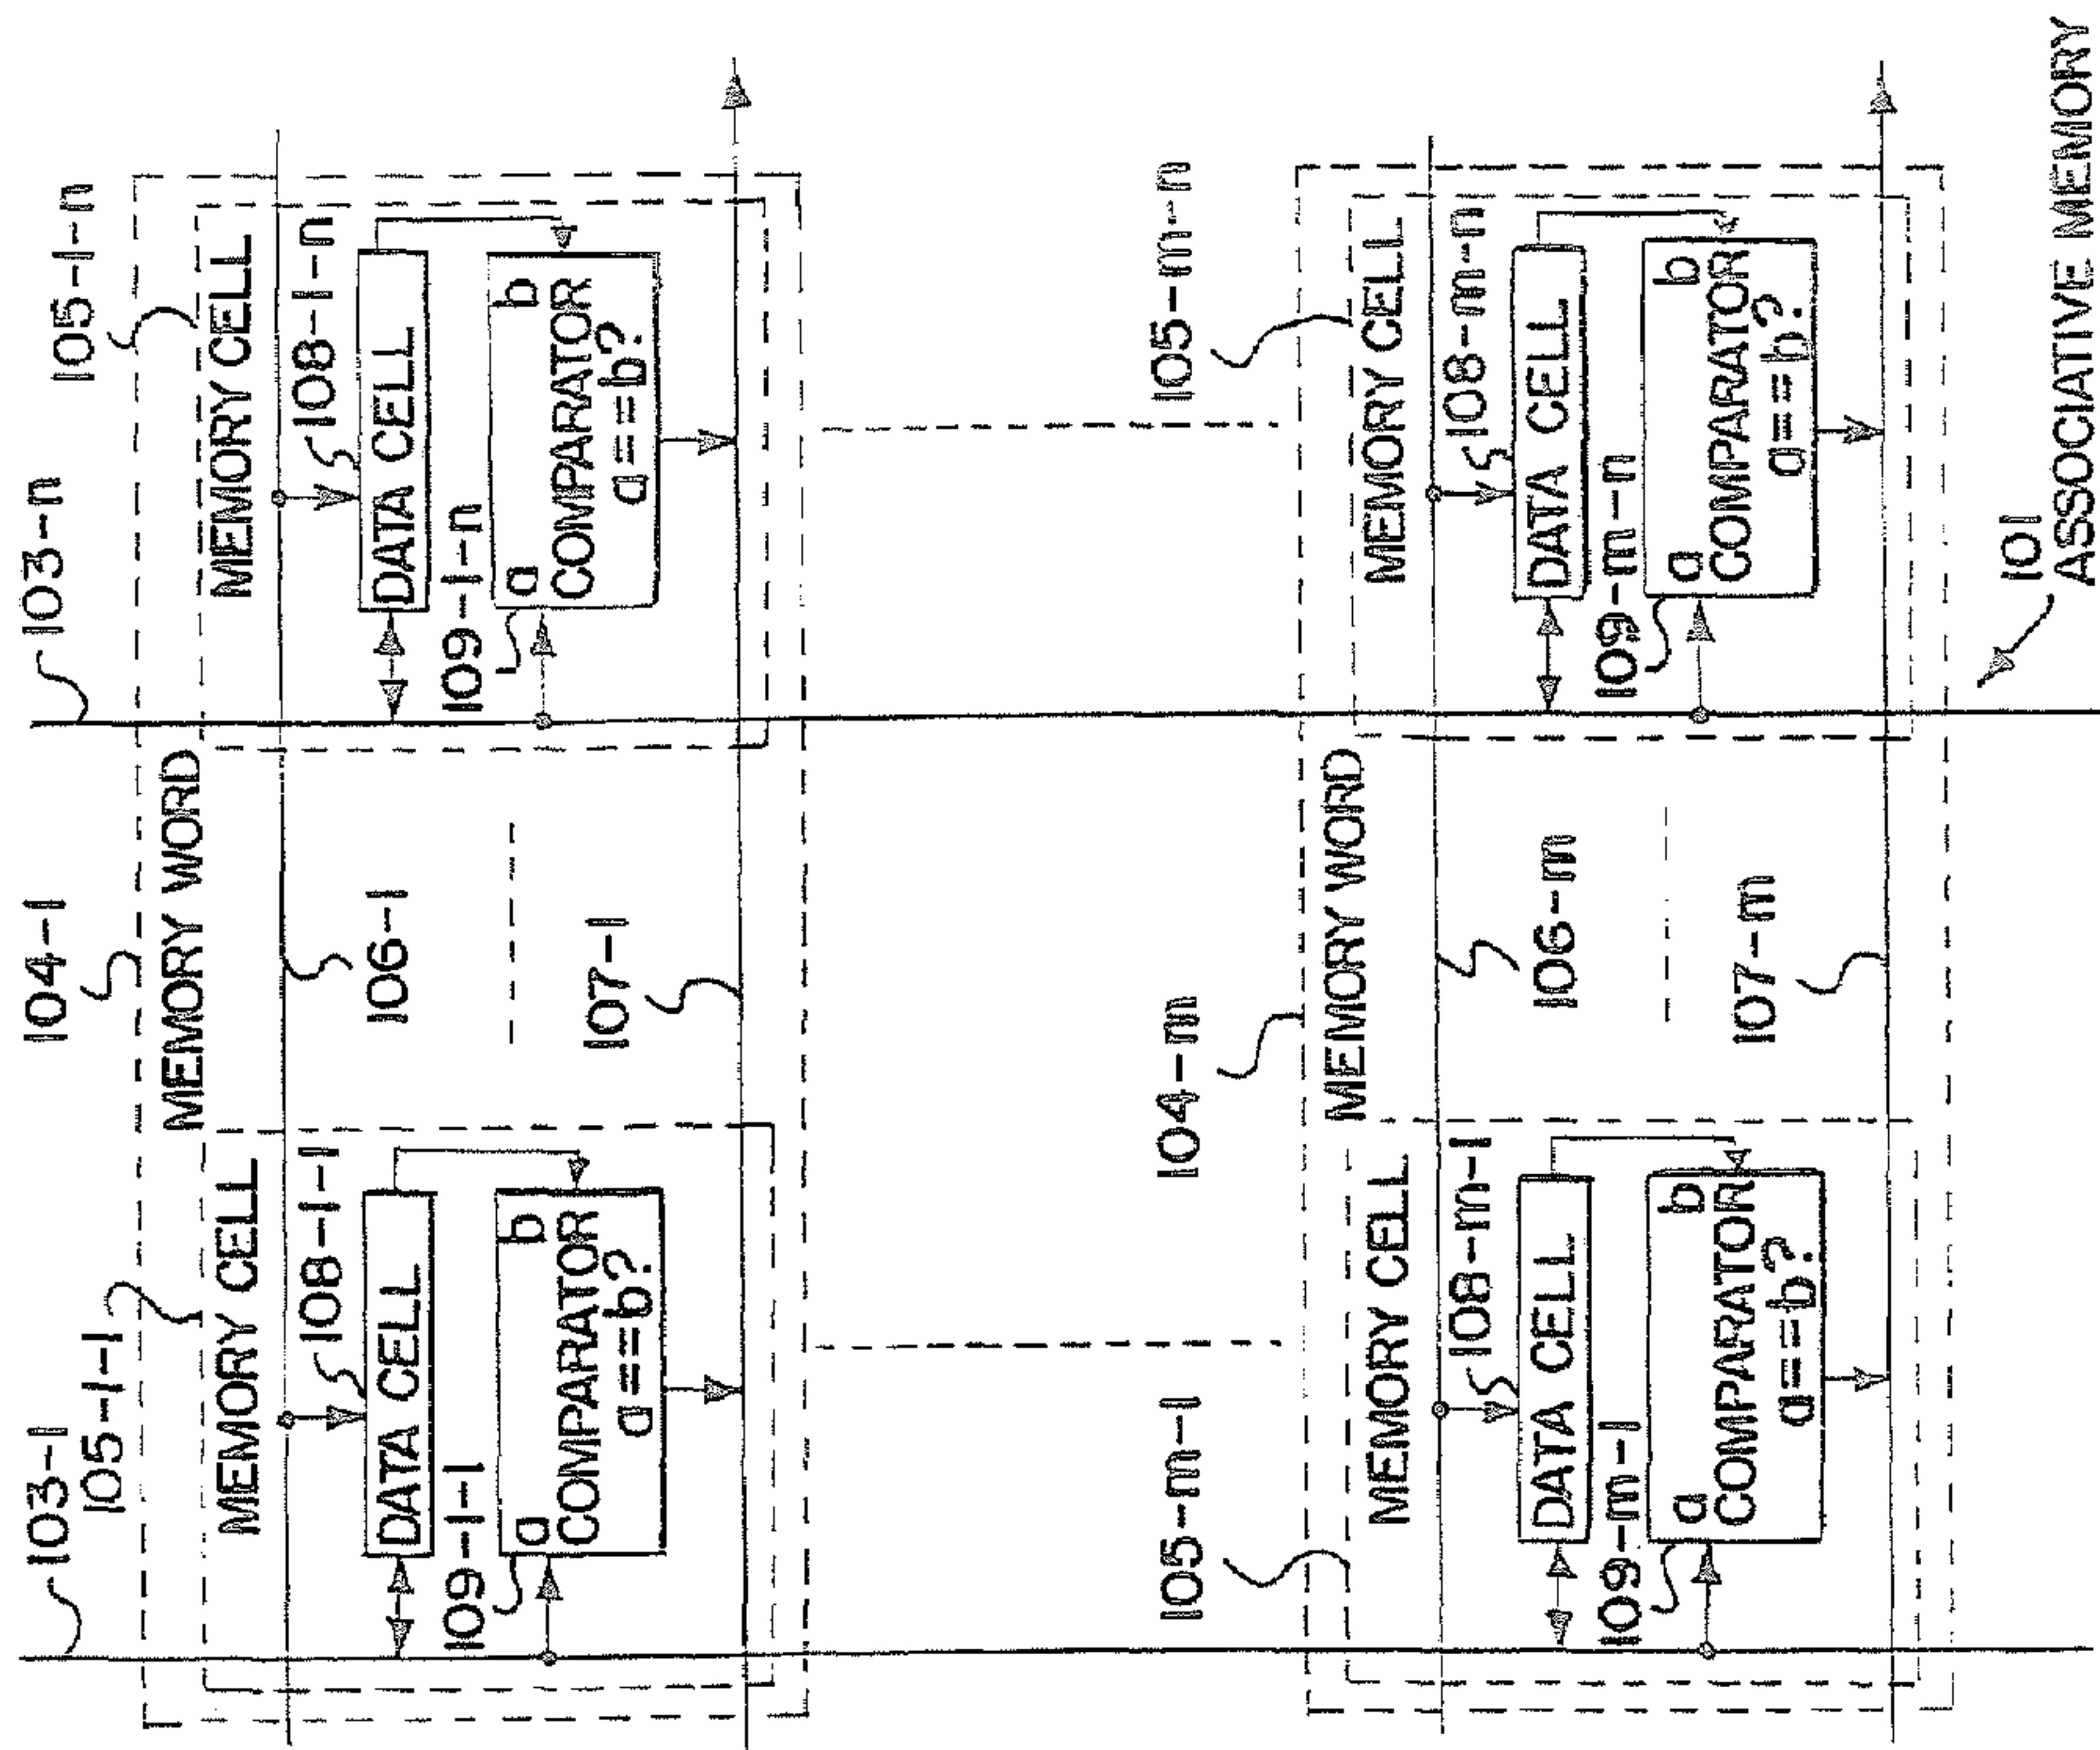 103-1
105-1-1
104-1
103-n
105-1-n
MEMORY WORD
MEMORY CELL
MEMORY CELL
106-1
108-1-1
108-1-n
DATA CELL
DATA CELL
109-1-1
109-1-n
a b
COMPARATOR
a==b?
a b
COMPARATOR
a==b?
107-1
105-m-1
104-m
105-m-n
MEMORY WORD
MEMORY CELL
MEMORY CELL
106-m
108-m-1
108-m-n
DATA CELL
DATA CELL
109-m-1
109-m-n
a b
COMPARATOR
a==b?
a b
COMPARATOR
a==b?
107-m
101
ASSOCIATIVE MEMORY